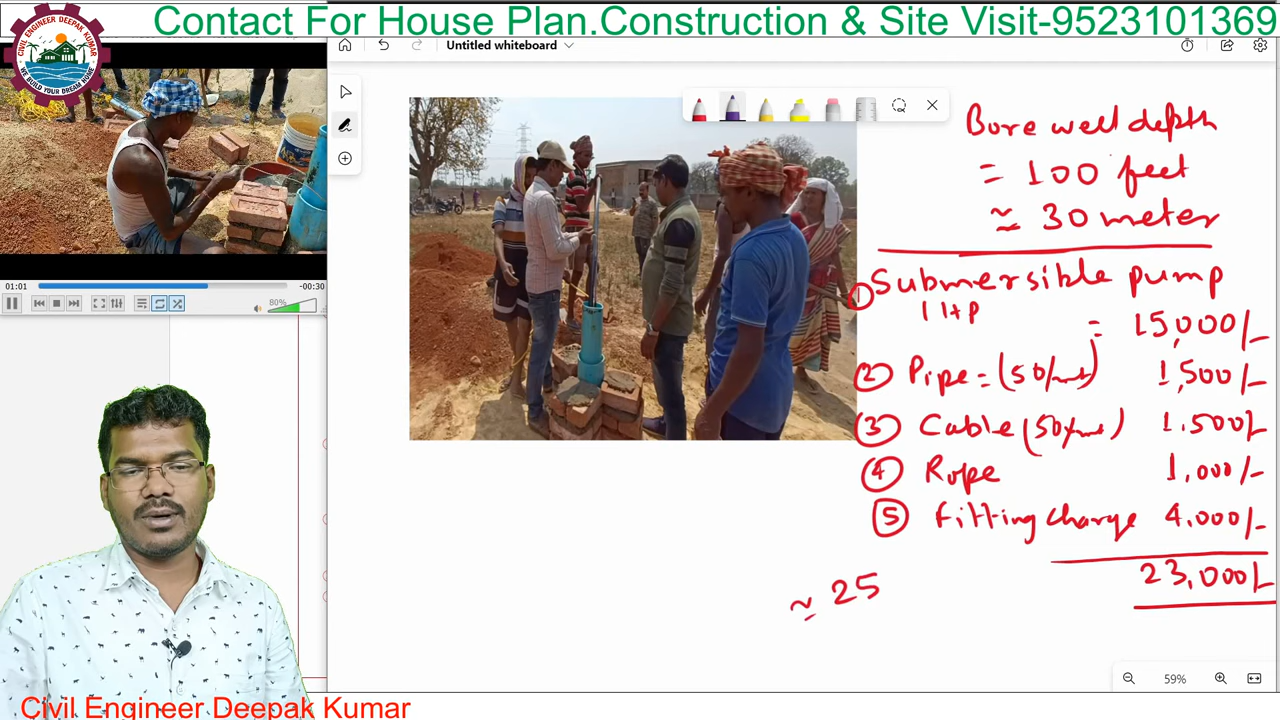 Contact For House Plan.Construction & Site Visit-9523101369
CIVIL ENGINEER DEEPAK KUMAR
WE BUILD YOUR DREAM HOME
Untitled whiteboard
01:01
-00:30
80%
Bore well depth
= 100 feet
≈ 30 meter
① Submersible pump
1 HP
= 15,000/-
② Pipe = (50/mt) 1,500/-
③ Cable (50/mt) 1,500/-
④ Rope 1,000/-
⑤ Fitting charge 4,000/-
23,000/-
≃ 25
59%
Civil Engineer Deepak Kumar